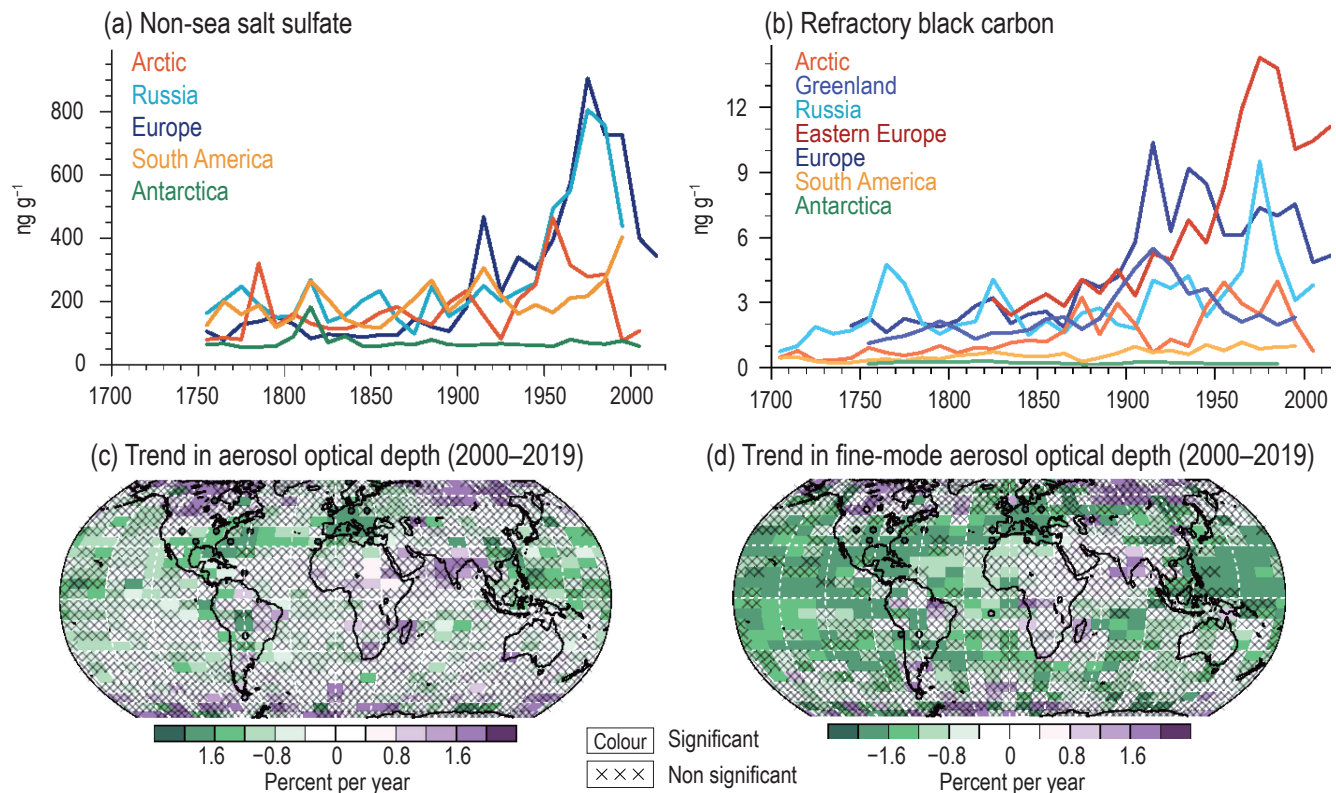 (a) Non-sea salt sulfate
Arctic
Russia
Europe
South America
Antarctica
ng g⁻¹
800
600
400
200
0
1700 1750 1800 1850 1900 1950 2000
(b) Refractory black carbon
Arctic
Greenland
Russia
Eastern Europe
Europe
South America
Antarctica
ng g⁻¹
12
9
6
3
0
1700 1750 1800 1850 1900 1950 2000
(c) Trend in aerosol optical depth (2000–2019)
1.6 −0.8 0 0.8 1.6
Percent per year
Colour Significant
Non significant
(d) Trend in fine-mode aerosol optical depth (2000–2019)
−1.6 −0.8 0 0.8 1.6
Percent per year